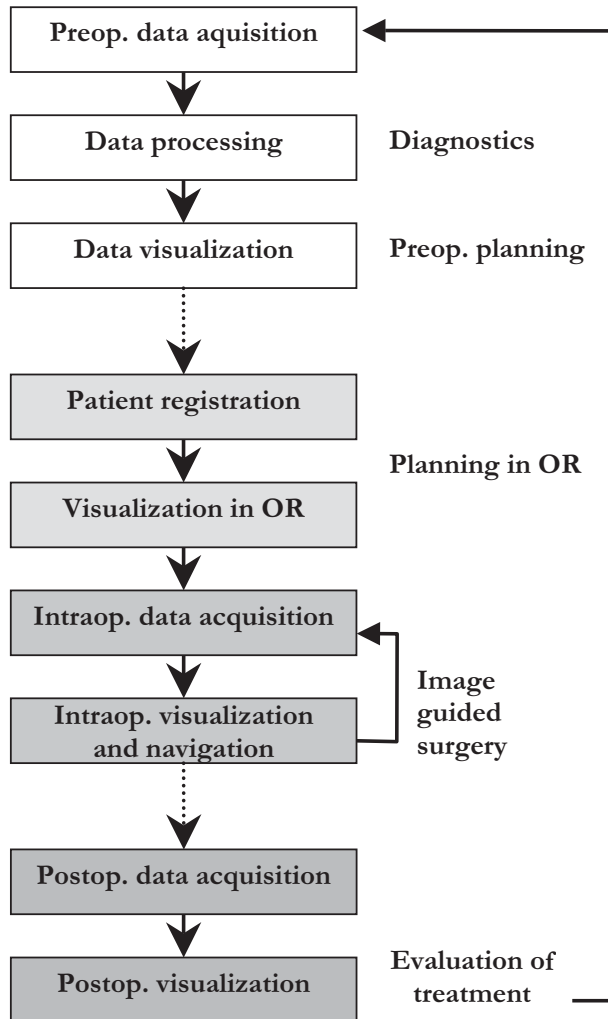 Preop. data aquisition
Data processing
Diagnostics
Data visualization
Preop. planning
Patient registration
Planning in OR
Visualization in OR
Intraop. data acquisition
Intraop. visualization
and navigation
Image
guided
surgery
Postop. data acquisition
Postop. visualization
Evaluation of
treatment